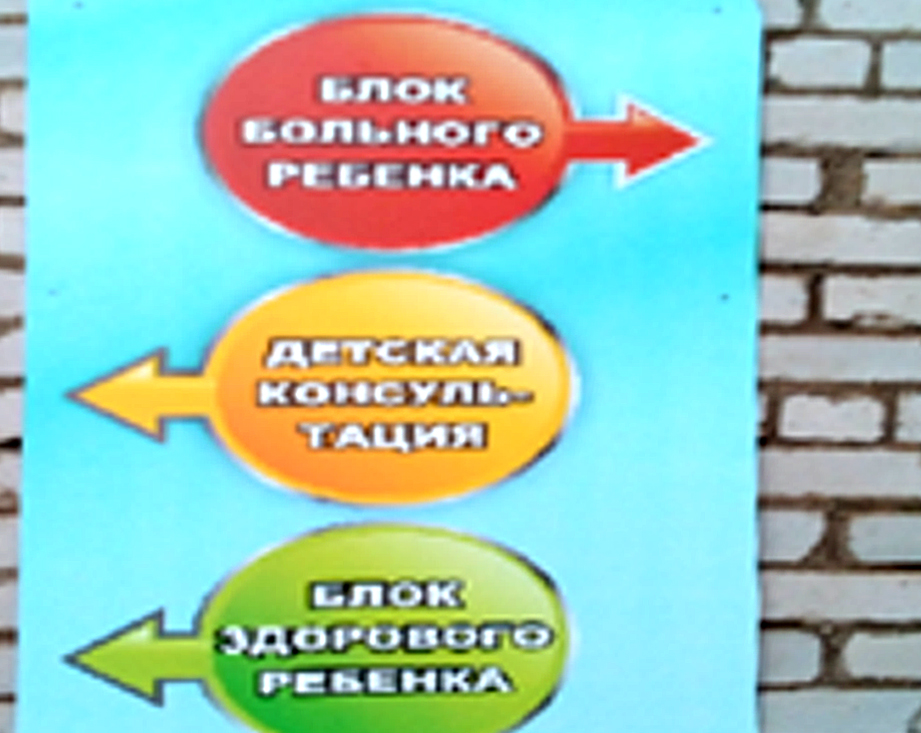 БЛОК
БОЛЬНОГО
РЕБЕНКА
ДЕТСКАЯ
КОНСУЛЬ-
ТАЦИЯ
БЛОК
ЗДОРОВОГО
РЕБЕНКА